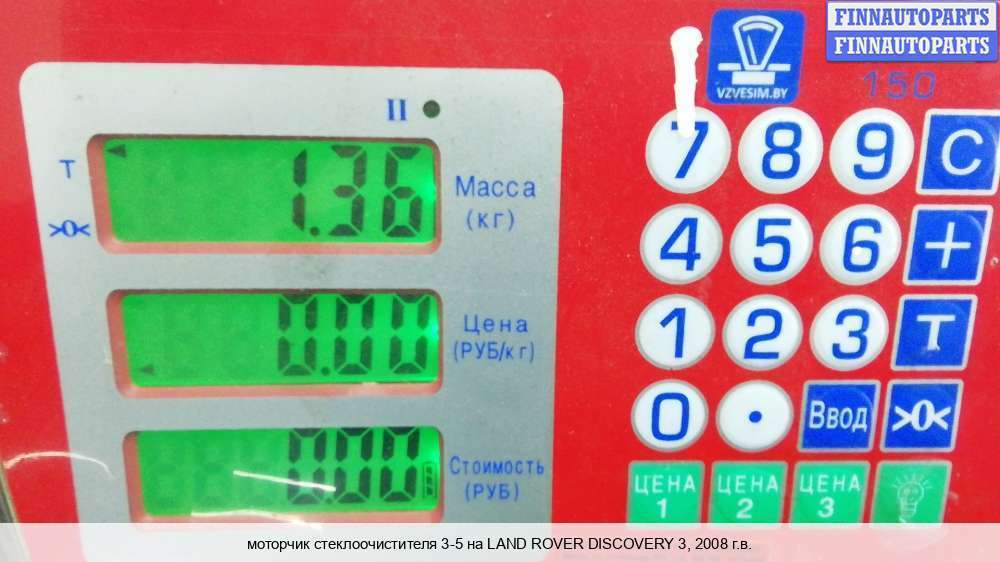 FINNAUTOPARTS
FINNAUTOPARTS
VZVESIM.BY
150
II
T
1.36
Масса
(кг)
>0<
0.00
Цена
(РУБ/кг)
0.00
Стоимость
(РУБ)
7 8 9 C
4 5 6 +
1 2 3 T
0 . Ввод >0<
ЦЕНА ЦЕНА ЦЕНА
1 2 3
моторчик стеклоочистителя 3-5 на LAND ROVER DISCOVERY 3, 2008 г.в.